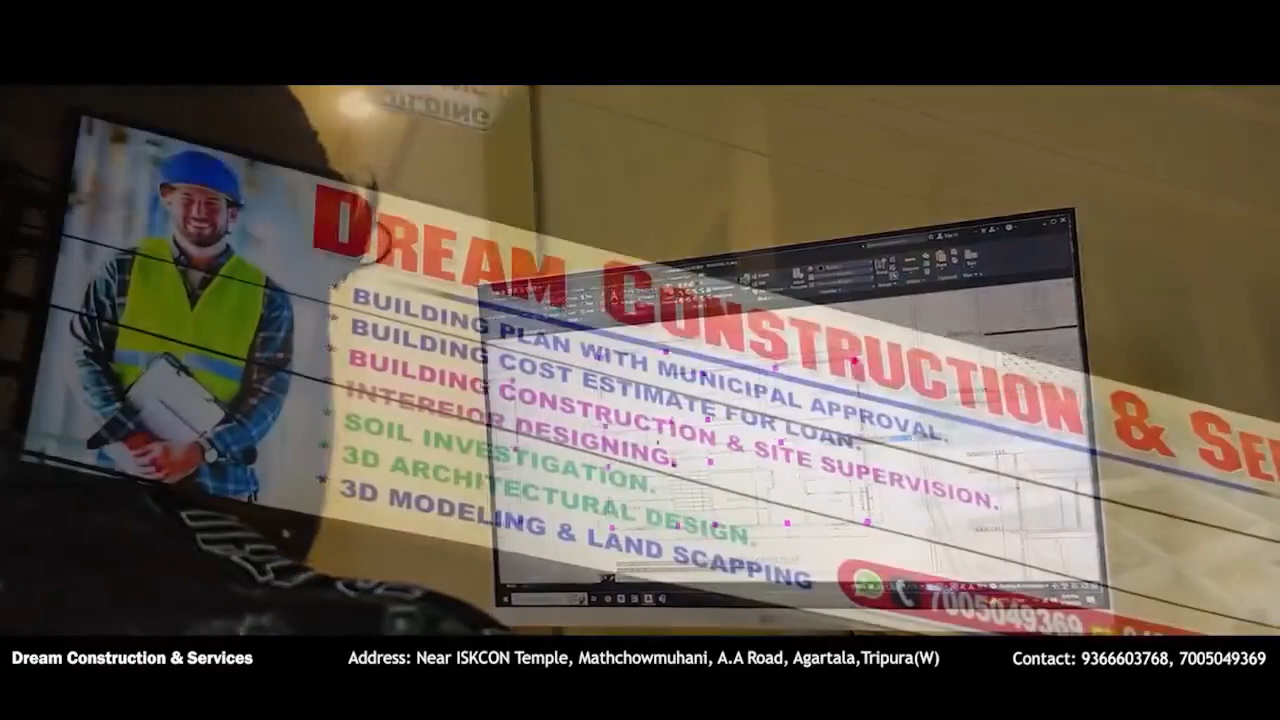 DREAM CONSTRUCTION & SE
BUILDING PLAN WITH MUNICIPAL APPROVAL.
* BUILDING COST ESTIMATE FOR LOAN.
* BUILDING CONSTRUCTION & SITE SUPERVISION.
INTEREIOR DESIGNING.
* SOIL INVESTIGATION.
* 3D ARCHITECTURAL DESIGN.
* 3D MODELING & LAND SCAPPING
7005049369
Dream Construction & Services
Address: Near ISKCON Temple, Mathchowmuhani, A.A Road, Agartala,Tripura(W)
Contact: 9366603768, 7005049369